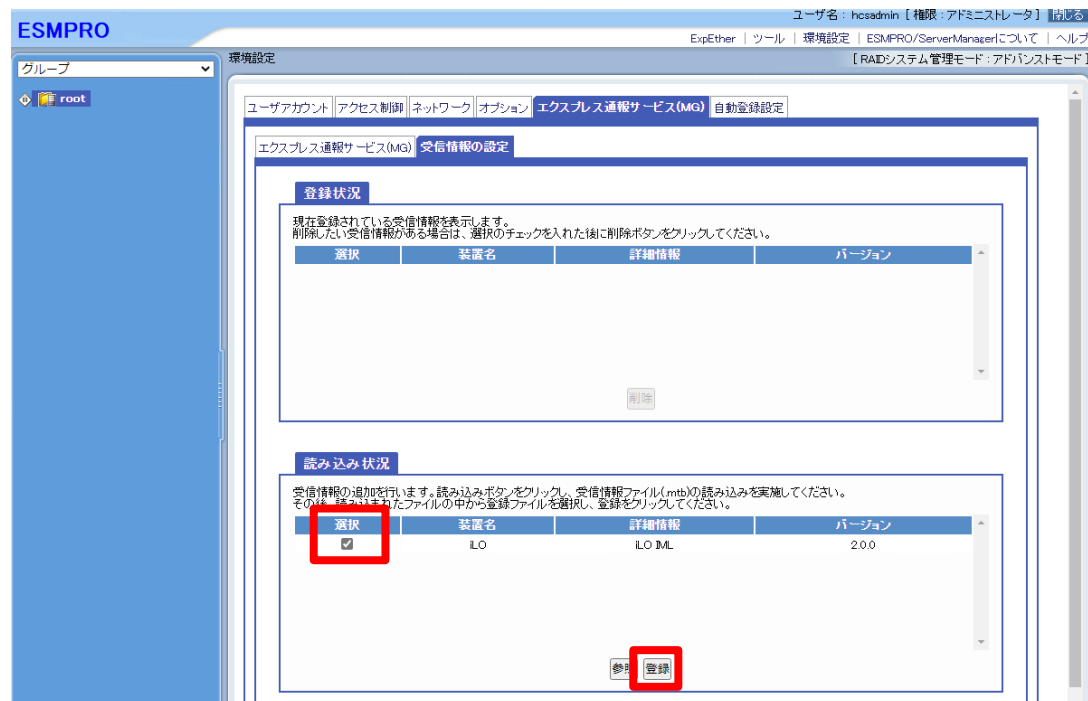 ユーザ名： hcsadmin [ 権限：アドミニストレータ ] 閉じる
ESMPRO
ExpEther | ツール | 環境設定 | ESMPRO/ServerManagerについて | ヘルプ
グループ
環境設定
[ RAIDシステム管理モード：アドバンストモード ]
root
ユーザアカウント アクセス制御 ネットワーク オプション エクスプレス通報サービス(MG) 自動登録設定
エクスプレス通報サービス(MG) 受信情報の設定
登録状況
現在登録されている受信情報を表示します。
削除したい受信情報がある場合は、選択のチェックを入れた後に削除ボタンをクリックしてください。
選択 装置名 詳細情報 バージョン
削除
読み込み状況
受信情報の追加を行います。読み込みボタンをクリックし、受信情報ファイル(.mtb)の読み込みを実施してください。
その後、読み込まれたファイルの中から登録ファイルを選択し、登録をクリックしてください。
選択 装置名 詳細情報 バージョン
iLO iLO IML 2.0.0
参照 登録